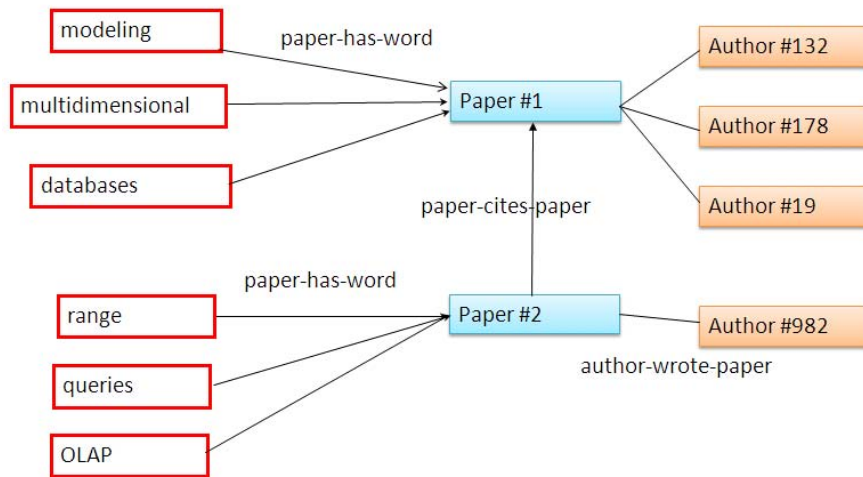 modeling
paper-has-word
Author #132
multidimensional
Paper #1
Author #178
databases
Author #19
paper-cites-paper
paper-has-word
range
Paper #2
Author #982
queries
author-wrote-paper
OLAP